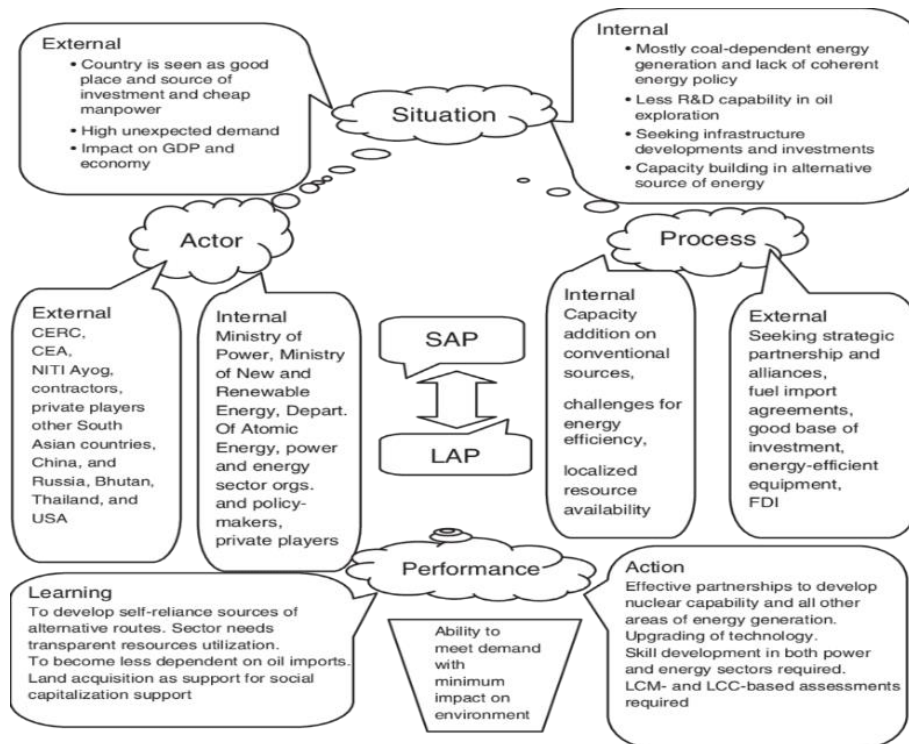 External
• Country is seen as good
place and source of
investment and cheap
manpower
• High unexpected demand
• Impact on GDP and
economy
Situation
Internal
• Mostly coal-dependent energy
generation and lack of coherent
energy policy
• Less R&D capability in oil
exploration
• Seeking infrastructure
developments and investments
• Capacity building in alternative
source of energy
Actor
Process
External
CERC,
CEA,
NITI Ayog,
contractors,
private players
other South
Asian countries,
China, and
Russia, Bhutan,
Thailand, and
USA
Internal
Ministry of
Power, Ministry
of New and
Renewable
Energy, Depart.
Of Atomic
Energy, power
and energy
sector orgs.
and policy-
makers,
private players
SAP
LAP
Internal
Capacity
addition on
conventional
sources,
challenges for
energy
efficiency,
localized
resource
availability
External
Seeking strategic
partnership and
alliances,
fuel import
agreements,
good base of
investment,
energy-efficient
equipment,
FDI
Performance
Learning
To develop self-reliance sources of
alternative routes. Sector needs
transparent resources utilization.
To become less dependent on oil imports.
Land acquisition as support for social
capitalization support
Ability to
meet demand
with
minimum
impact on
environment
Action
Effective partnerships to develop
nuclear capability and all other
areas of energy generation.
Upgrading of technology.
Skill development in both power
and energy sectors required.
LCM- and LCC-based assessments
required